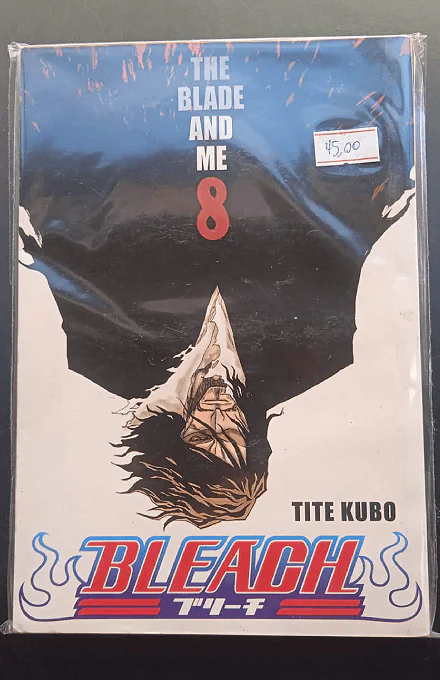 THE
BLADE
AND
ME
8
45,00
TITE KUBO
BLEACH
ブリーチ